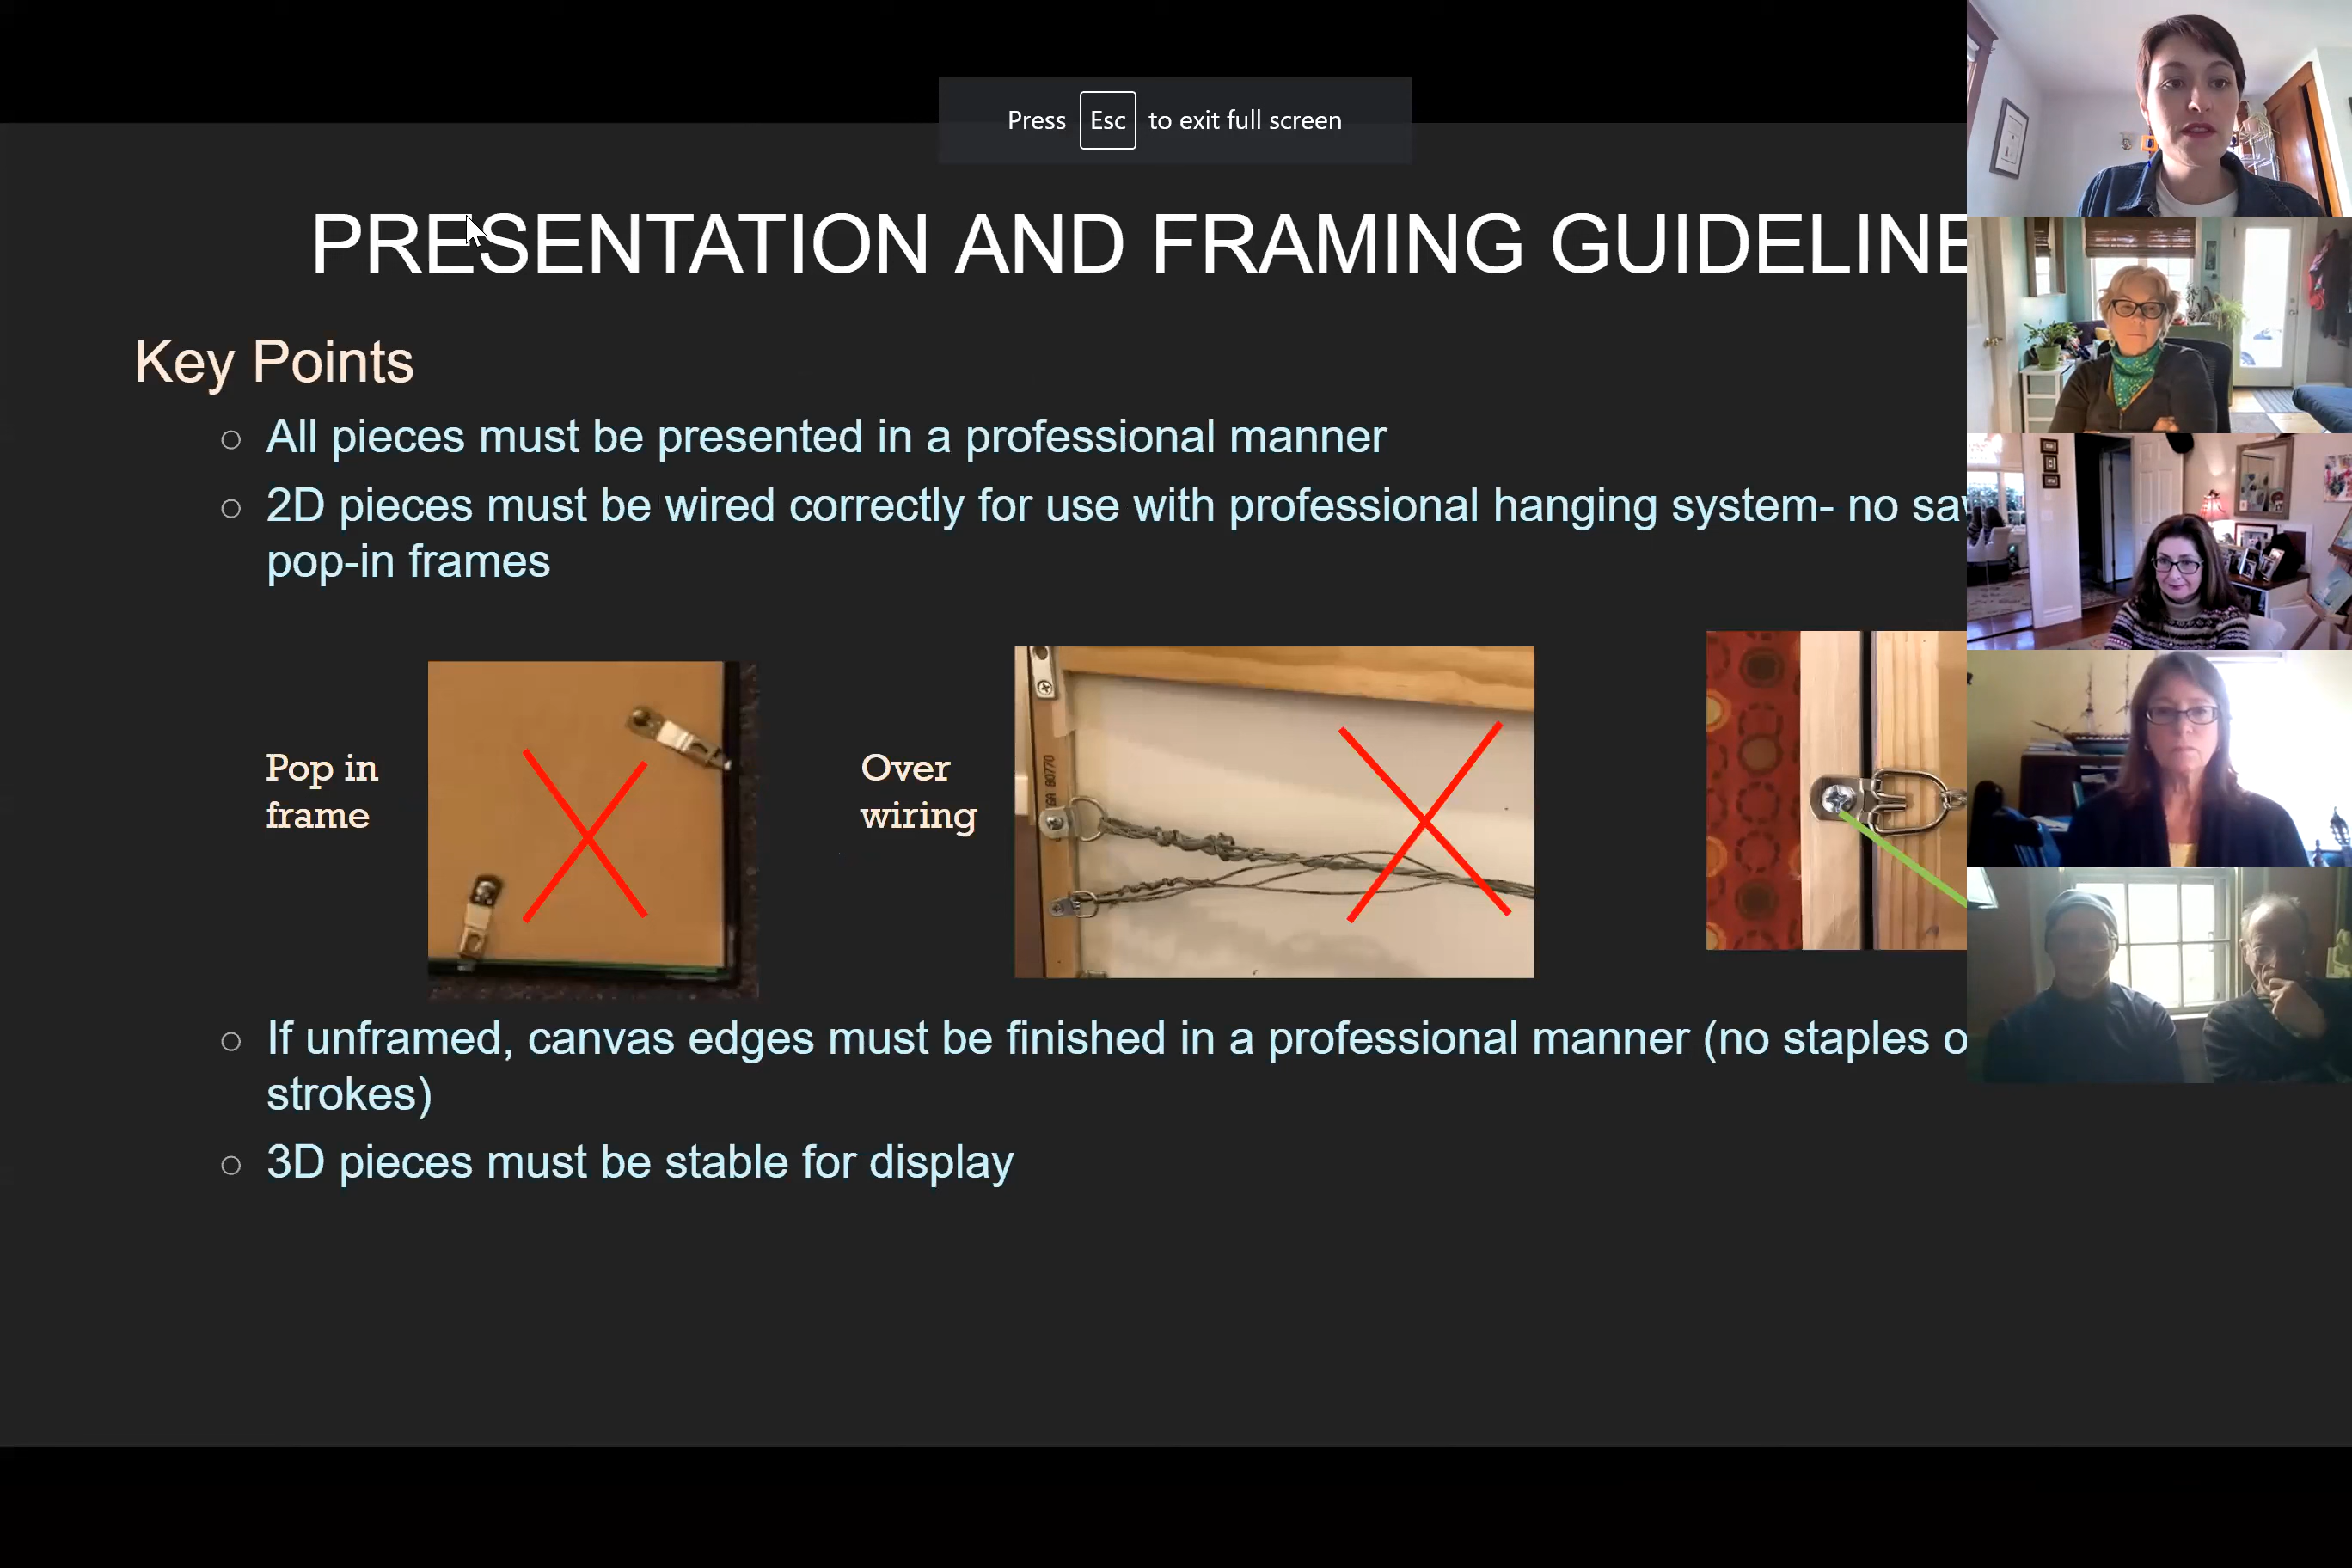 Press Esc to exit full screen
PRESENTATION AND FRAMING GUIDELINE
Key Points
All pieces must be presented in a professional manner
2D pieces must be wired correctly for use with professional hanging system- no
pop-in frames
Pop in
frame
Over
wiring
80770
If unframed, canvas edges must be finished in a professional manner (no staples
strokes)
3D pieces must be stable for display